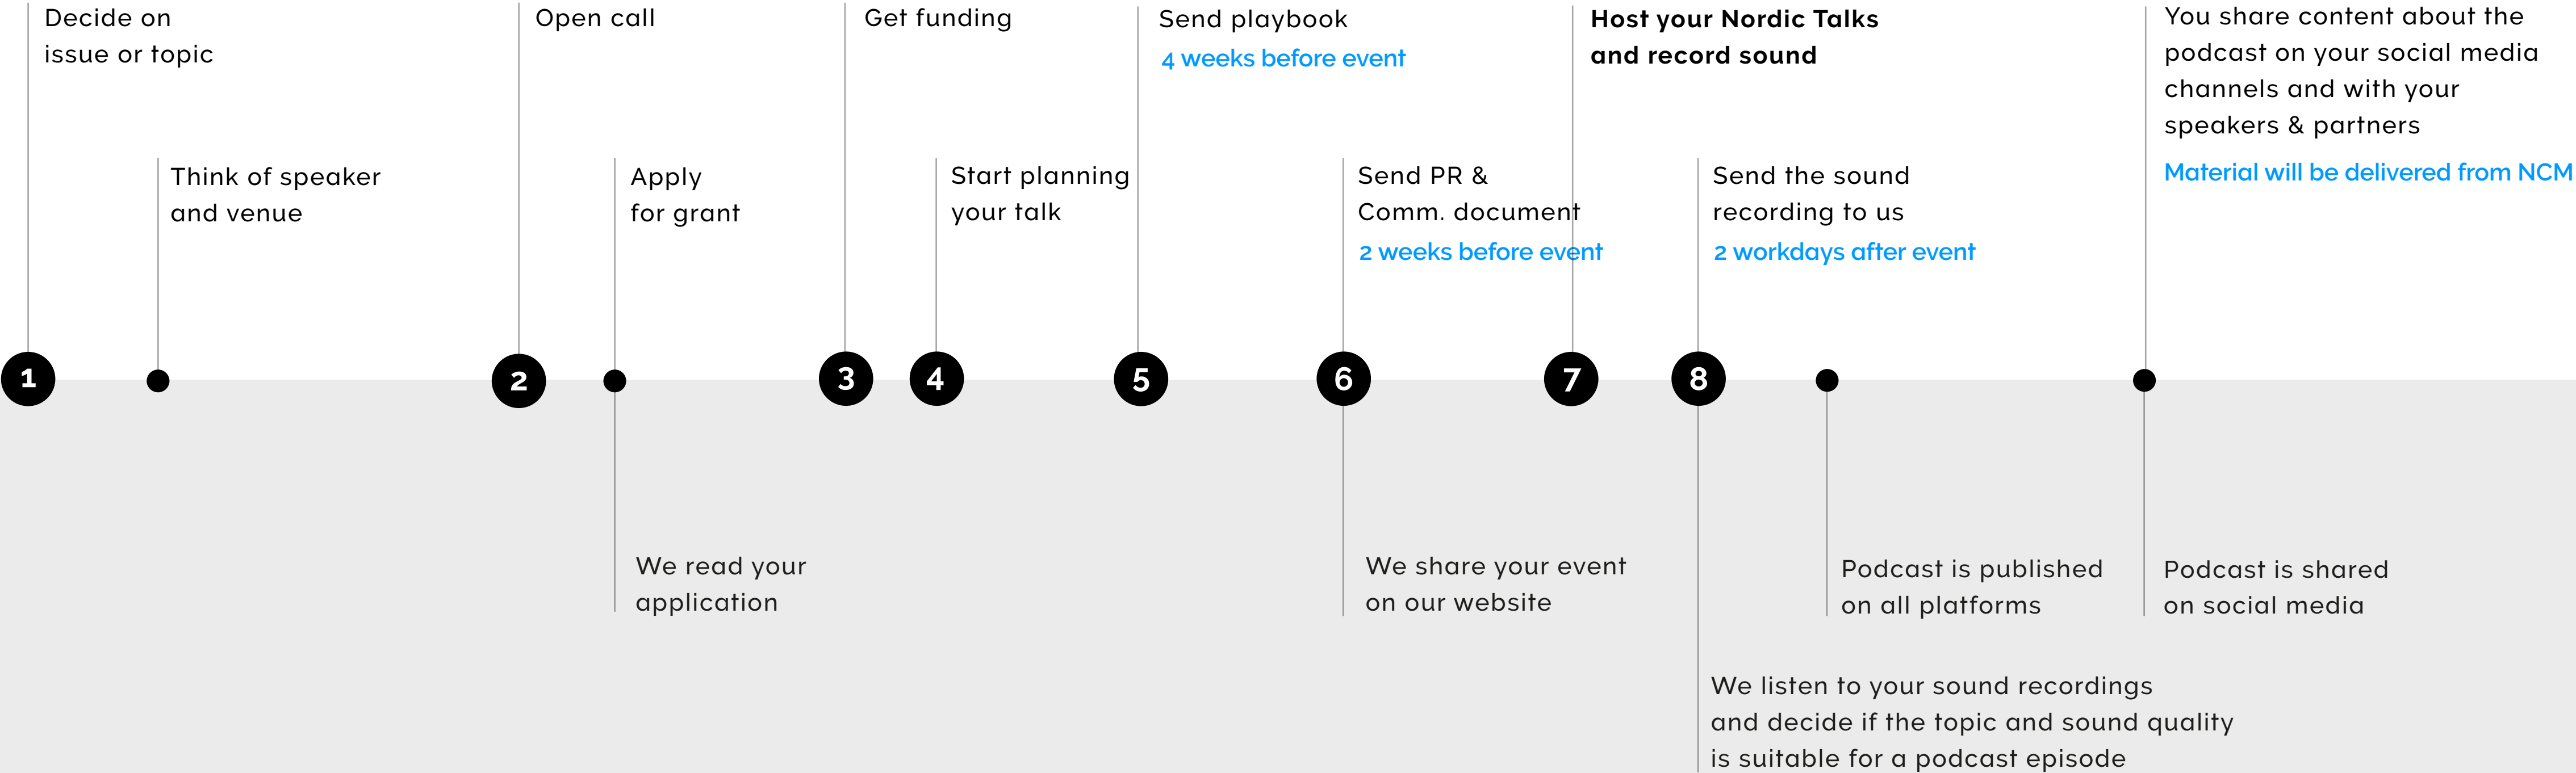 Decide on
issue or topic
Think of speaker
and venue
Open call
Apply
for grant
Get funding
Start planning
your talk
Send playbook
4 weeks before event
Send PR &
Comm. document
2 weeks before event
Host your Nordic Talks
and record sound
Send the sound
recording to us
2 workdays after event
You share content about the
podcast on your social media
channels and with your
speakers & partners
Material will be delivered from NCM
1
2
3
4
5
6
7
8
We read your
application
We share your event
on our website
We listen to your sound recordings
and decide if the topic and sound quality
is suitable for a podcast episode
Podcast is published
on all platforms
Podcast is shared
on social media